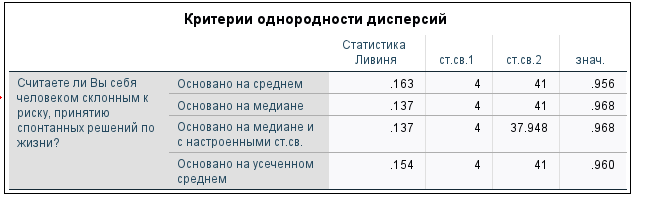 Критерии однородности дисперсий
Статистика
Ливиня ст.св.1 ст.св.2 знач.
Считаете ли Вы себя
человеком склонным к
риску, принятию
спонтанных решений по
жизни?
Основано на среднем .163 4 41 .956
Основано на медиане .137 4 41 .968
Основано на медиане и
с настроенными ст.св.
.137 4 37.948 .968
Основано на усеченном
среднем
.154 4 41 .960